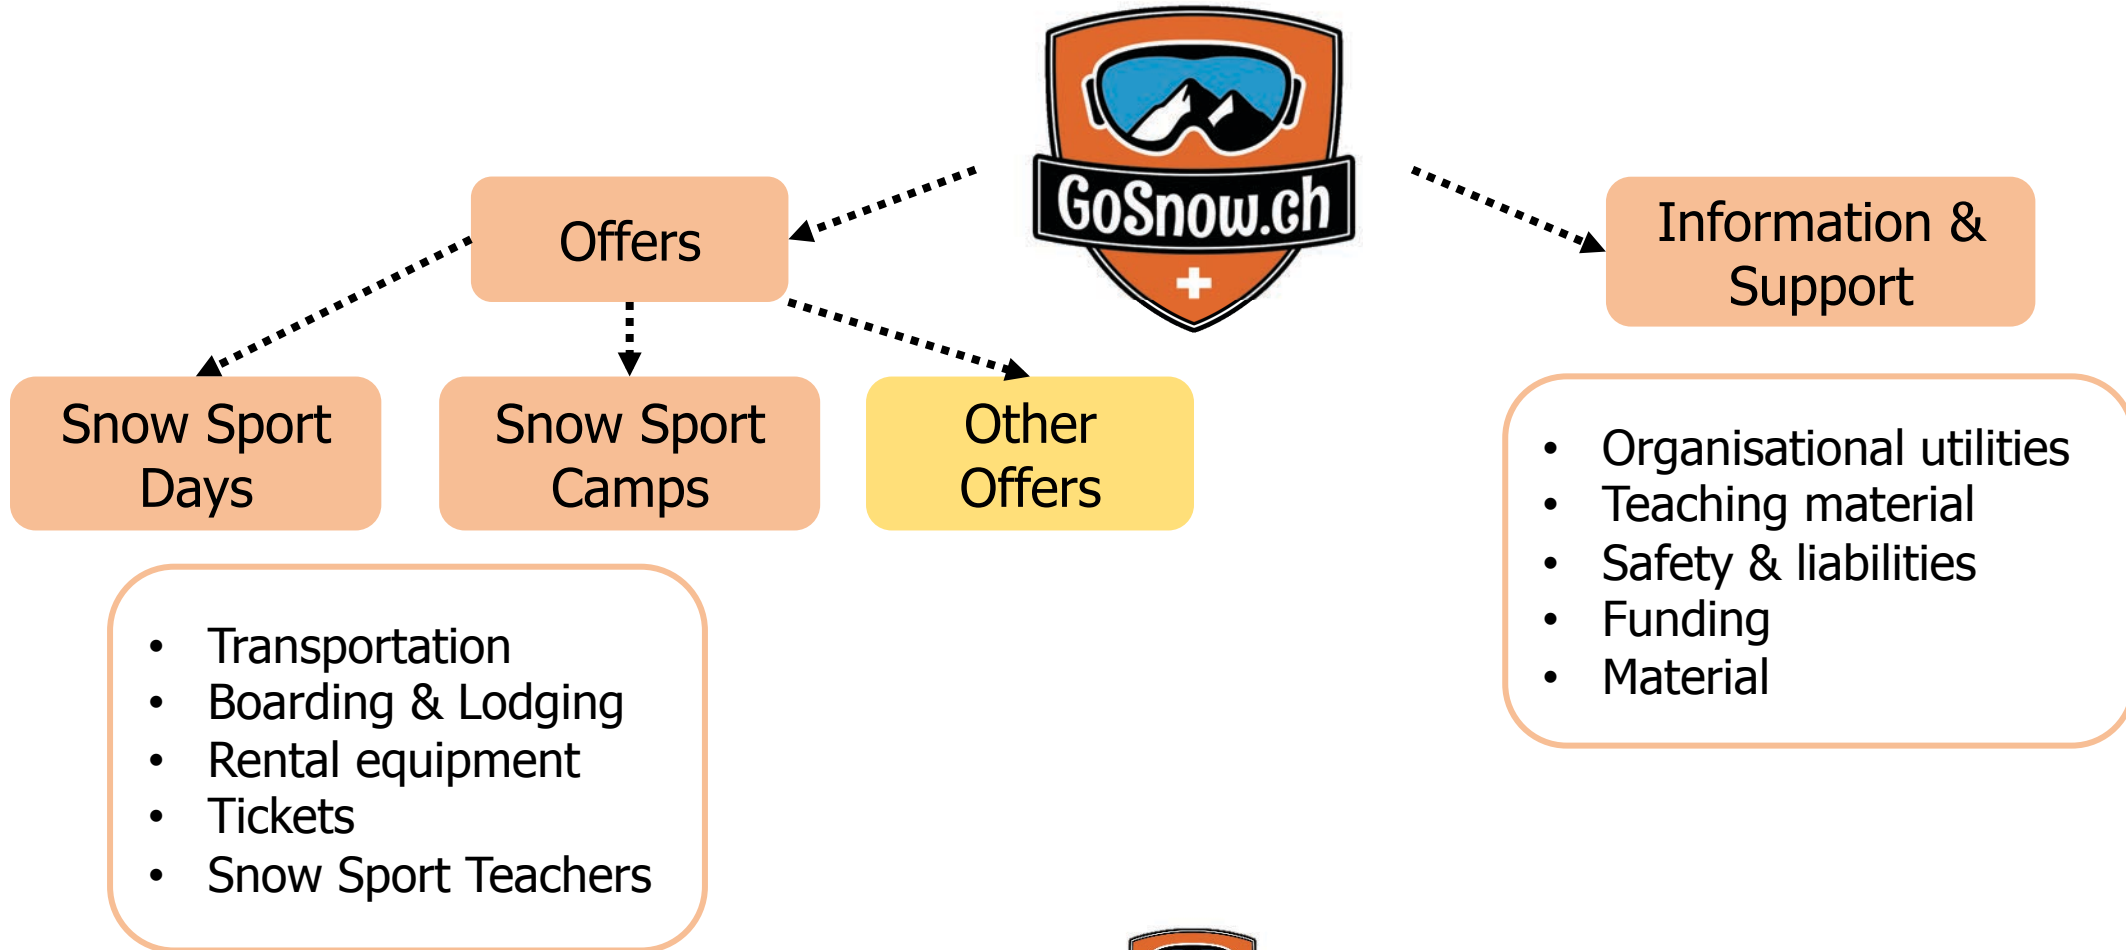 GoSnow.ch
Offers
Information &
Support
Snow Sport
Days
Snow Sport
Camps
Other
Offers
• Transportation
• Boarding & Lodging
• Rental equipment
• Tickets
• Snow Sport Teachers
• Organisational utilities
• Teaching material
• Safety & liabilities
• Funding
• Material